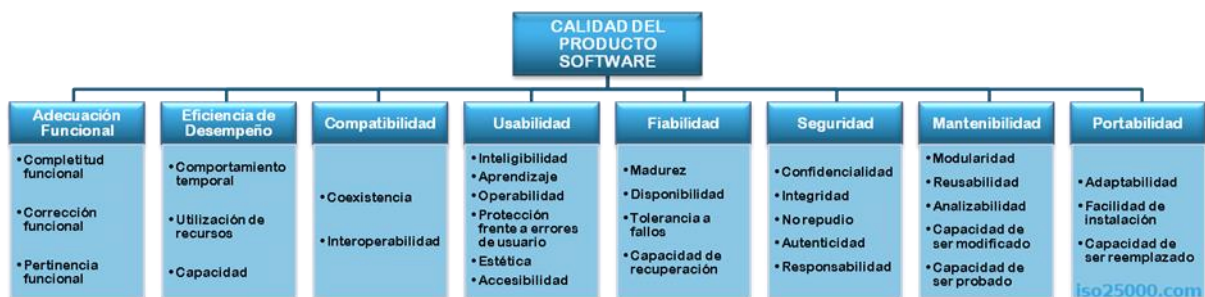 CALIDAD DEL
PRODUCTO
SOFTWARE
Adecuación
Funcional
• Completitud
funcional
• Corrección
funcional
• Pertinencia
funcional
Eficiencia de
Desempeño
• Comportamiento
temporal
• Utilización de
recursos
• Capacidad
Compatibilidad
• Coexistencia
• Interoperabilidad
Usabilidad
• Inteligibilidad
• Aprendizaje
• Operabilidad
• Protección
frente a errores
de usuario
• Estética
• Accesibilidad
Fiabilidad
• Madurez
• Disponibilidad
• Tolerancia a
fallos
• Capacidad de
recuperación
Seguridad
• Confidencialidad
• Integridad
• No repudio
• Autenticidad
• Responsabilidad
Mantenibilidad
• Modularidad
• Reusabilidad
• Analizabilidad
• Capacidad de
ser modificado
• Capacidad de
ser probado
Portabilidad
• Adaptabilidad
• Facilidad de
instalación
• Capacidad de
ser reemplazado
iso25000.com